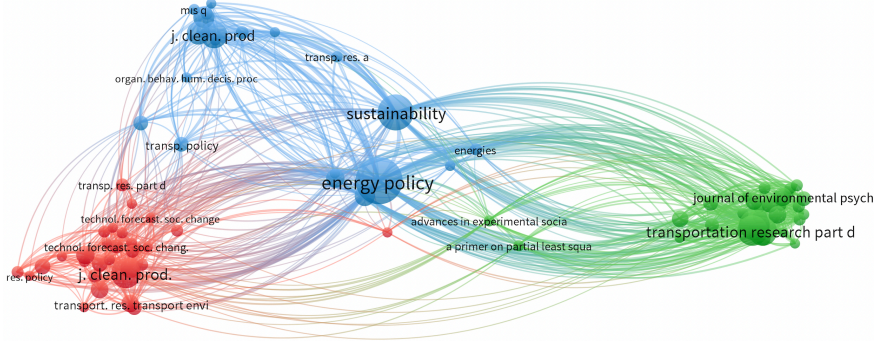 mis q
j. clean. prod
transp. res. a
organ. behav. hum. decis. proc
sustainability
transp. policy
energies
energy policy
transp. res. part d
journal of environmental psych
technol. forecast. soc. change
advances in experimental socia
transportation research part d
technol. forecast. soc. chang.
a primer on partial least squa
j. clean. prod.
res. policy
transport. res. transport envi